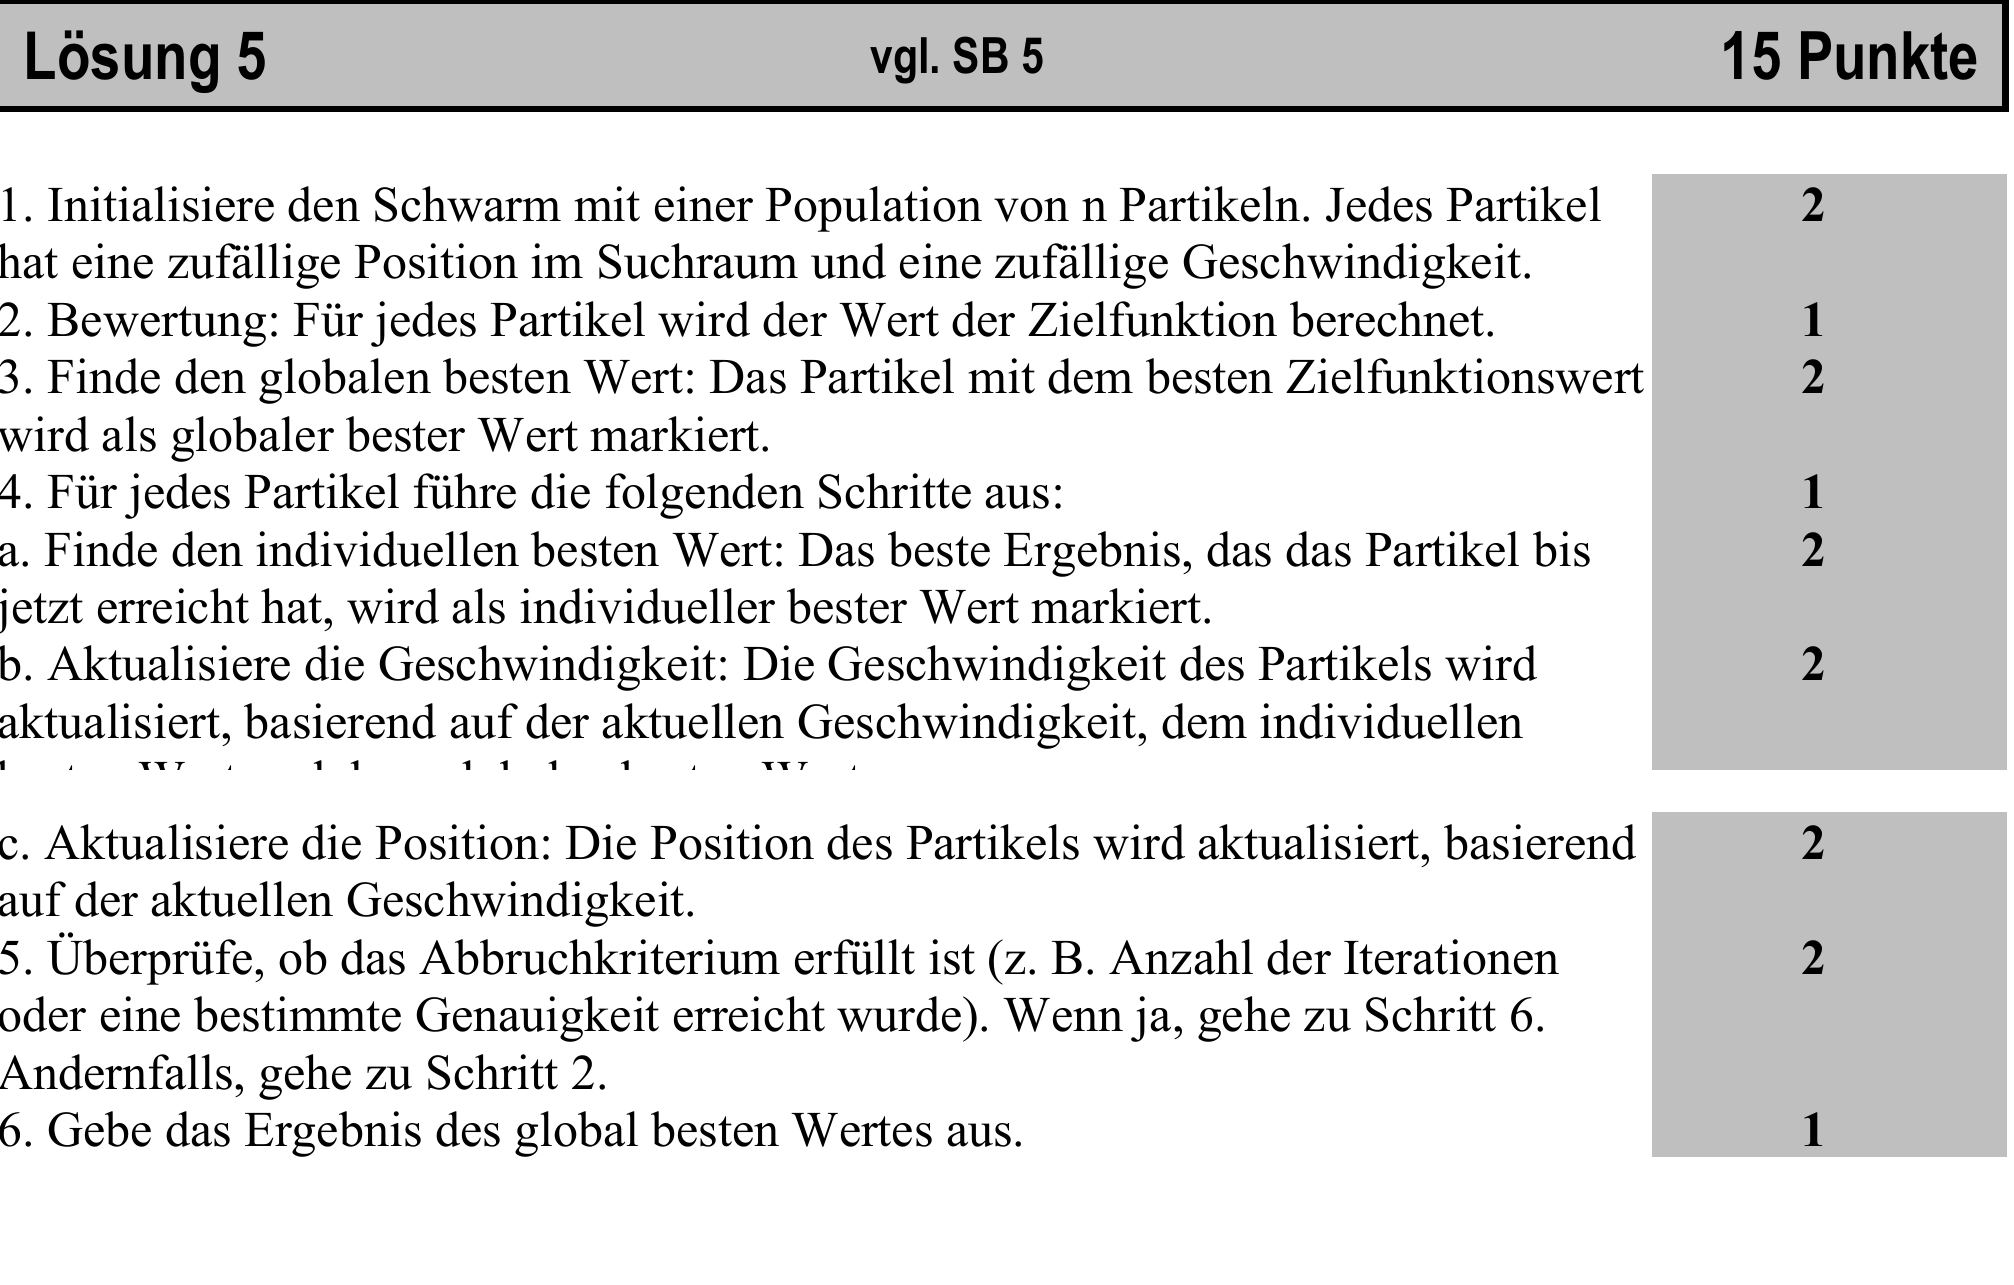 Lösung 5 vgl. SB 5 15 Punkte
1. Initialisiere den Schwarm mit einer Population von n Partikeln. Jedes Partikel 2
hat eine zufällige Position im Suchraum und eine zufällige Geschwindigkeit.
2. Bewertung: Für jedes Partikel wird der Wert der Zielfunktion berechnet. 1
3. Finde den globalen besten Wert: Das Partikel mit dem besten Zielfunktionswert 2
wird als globaler bester Wert markiert.
4. Für jedes Partikel führe die folgenden Schritte aus: 1
a. Finde den individuellen besten Wert: Das beste Ergebnis, das das Partikel bis 2
jetzt erreicht hat, wird als individueller bester Wert markiert.
b. Aktualisiere die Geschwindigkeit: Die Geschwindigkeit des Partikels wird 2
aktualisiert, basierend auf der aktuellen Geschwindigkeit, dem individuellen
c. Aktualisiere die Position: Die Position des Partikels wird aktualisiert, basierend 2
auf der aktuellen Geschwindigkeit.
5. Überprüfe, ob das Abbruchkriterium erfüllt ist (z. B. Anzahl der Iterationen 2
oder eine bestimmte Genauigkeit erreicht wurde). Wenn ja, gehe zu Schritt 6.
Andernfalls, gehe zu Schritt 2.
6. Gebe das Ergebnis des global besten Wertes aus. 1